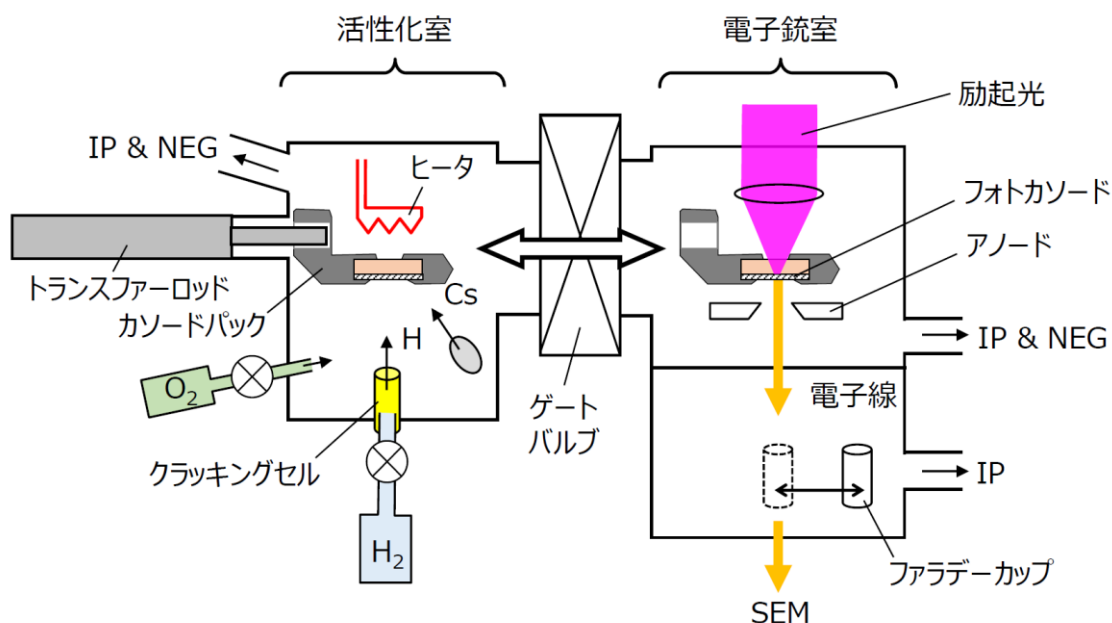 活性化室
電子銃室
励起光
IP & NEG
ヒータ
フォトカソード
アノード
トランスファーロッド
カソードパック
Cs
H
IP & NEG
O2
電子線
ゲート
バルブ
クラッキングセル
IP
H2
ファラデーカップ
SEM